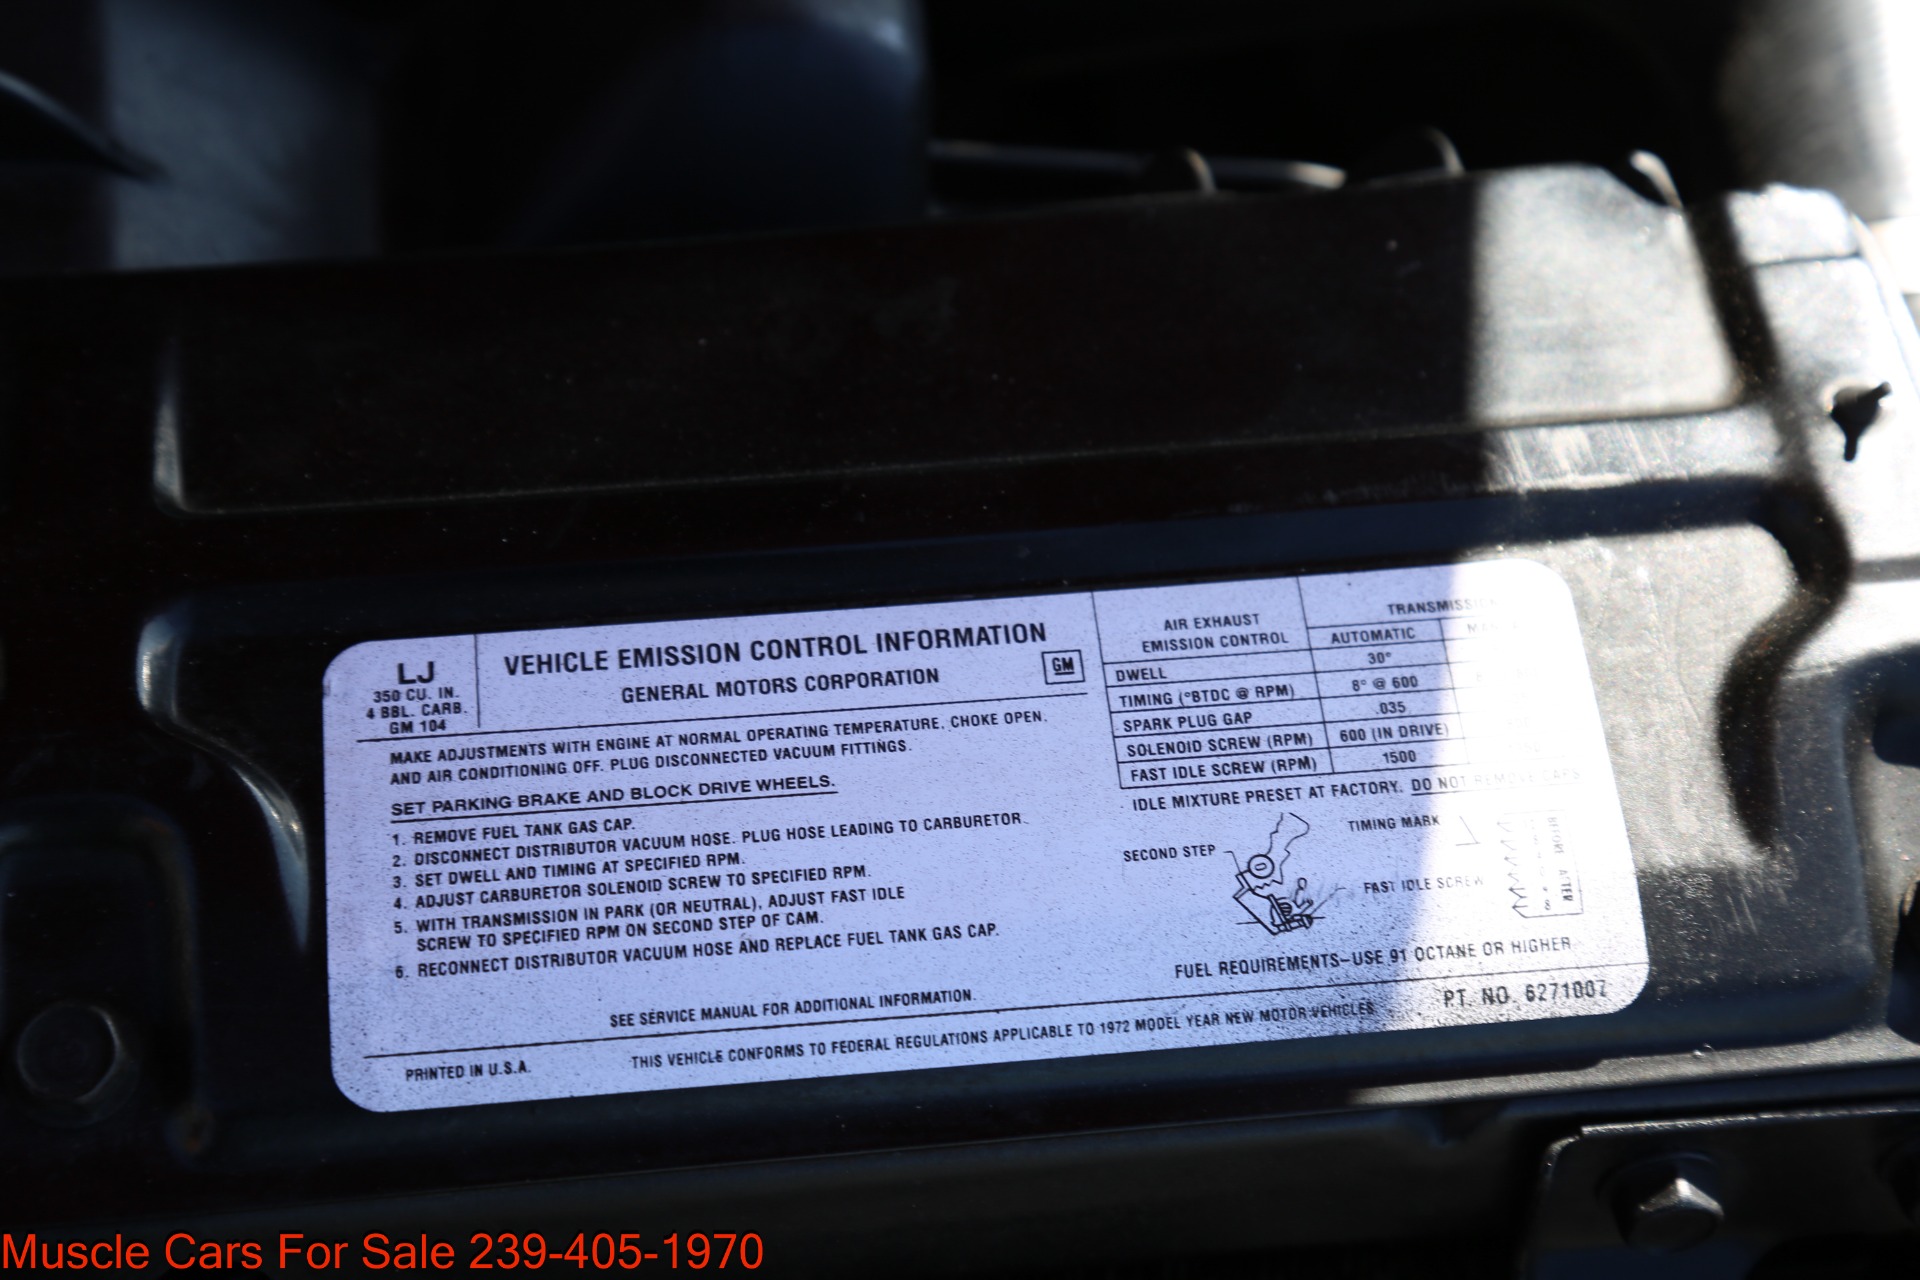 LJ
350 CU. IN.
4 BBL. CARB.
GM 104
VEHICLE EMISSION CONTROL INFORMATION
GENERAL MOTORS CORPORATION
GM
MAKE ADJUSTMENTS WITH ENGINE AT NORMAL OPERATING TEMPERATURE, CHOKE OPEN,
AND AIR CONDITIONING OFF. PLUG DISCONNECTED VACUUM FITTINGS.
SET PARKING BRAKE AND BLOCK DRIVE WHEELS.
1. REMOVE FUEL TANK GAS CAP.
2. DISCONNECT DISTRIBUTOR VACUUM HOSE. PLUG HOSE LEADING TO CARBURETOR.
3. SET DWELL AND TIMING AT SPECIFIED RPM.
4. ADJUST CARBURETOR SOLENOID SCREW TO SPECIFIED RPM.
5. WITH TRANSMISSION IN PARK (OR NEUTRAL), ADJUST FAST IDLE
SCREW TO SPECIFIED RPM ON SECOND STEP OF CAM.
6. RECONNECT DISTRIBUTOR VACUUM HOSE AND REPLACE FUEL TANK GAS CAP.
SEE SERVICE MANUAL FOR ADDITIONAL INFORMATION.
AIR EXHAUST
EMISSION CONTROL
TRANSMISSION
AUTOMATIC
DWELL 30°
TIMING (°BTDC @ RPM) 8° @ 600
SPARK PLUG GAP .035
SOLENOID SCREW (RPM) 600 (IN DRIVE)
FAST IDLE SCREW (RPM) 1500
IDLE MIXTURE PRESET AT FACTORY. DO NOT REMOVE CAPS
TIMING MARK
SECOND STEP
FAST IDLE SCREW
FUEL REQUIREMENTS-USE 91 OCTANE OR HIGHER
PT. NO. 6271007
PRINTED IN U.S.A.
THIS VEHICLE CONFORMS TO FEDERAL REGULATIONS APPLICABLE TO 1972 MODEL YEAR NEW MOTOR VEHICLES
Muscle Cars For Sale 239-405-1970